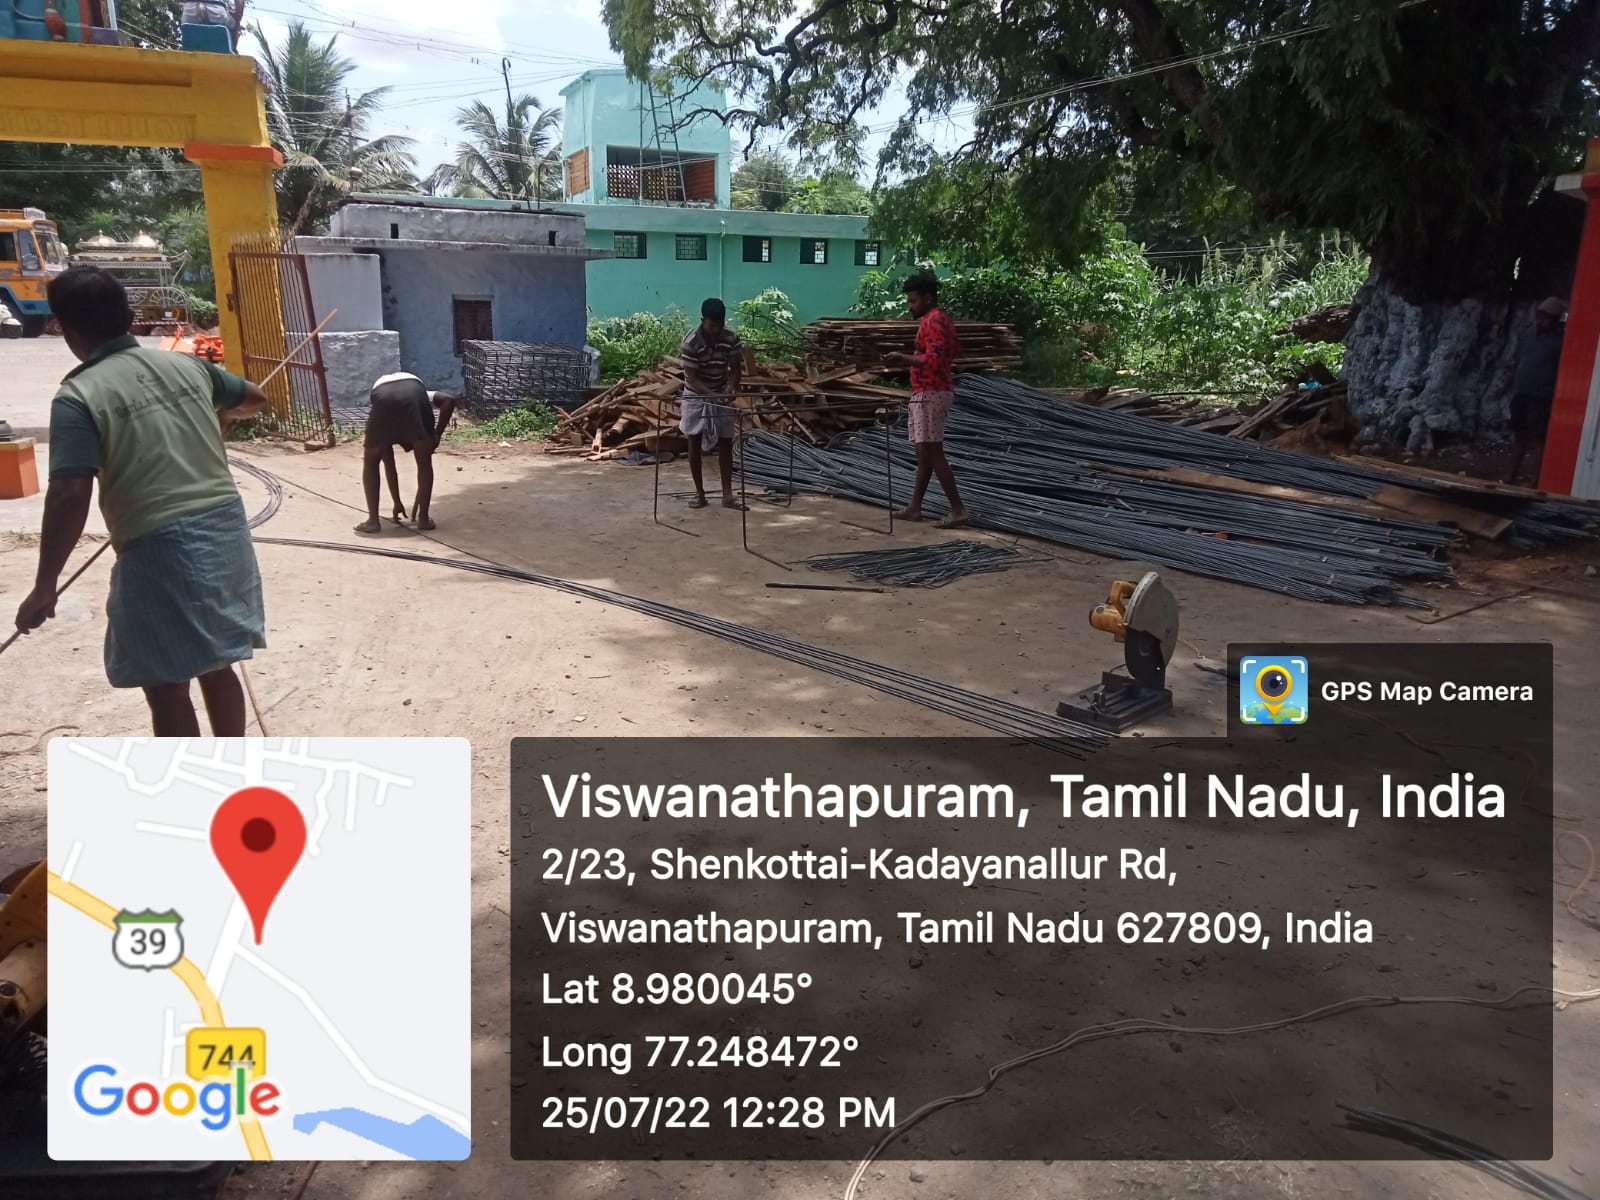 GPS Map Camera
Viswanathapuram, Tamil Nadu, India
2/23, Shenkottai-Kadayanallur Rd,
Viswanathapuram, Tamil Nadu 627809, India
Lat 8.980045°
Long 77.248472°
25/07/22 12:28 PM
39
744
Google